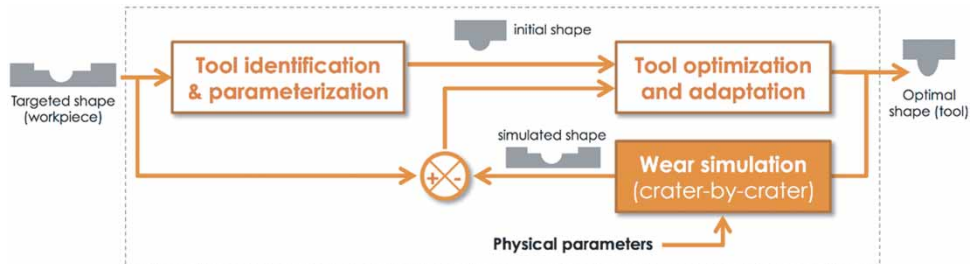 initial shape
Tool identification
& parameterization
Tool optimization
and adaptation
Targeted shape
(workpiece)
Optimal
shape (tool)
simulated shape
+ -
Wear simulation
(crater-by-crater)
Physical parameters